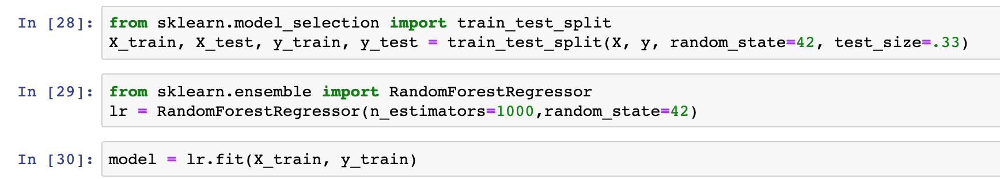 In [28]: from sklearn.model_selection import train_test_split
X_train, X_test, y_train, y_test = train_test_split(X, y, random_state=42, test_size=.33)
In [29]: from sklearn.ensemble import RandomForestRegressor
lr = RandomForestRegressor(n_estimators=1000,random_state=42)
In [30]: model = lr.fit(X_train, y_train)